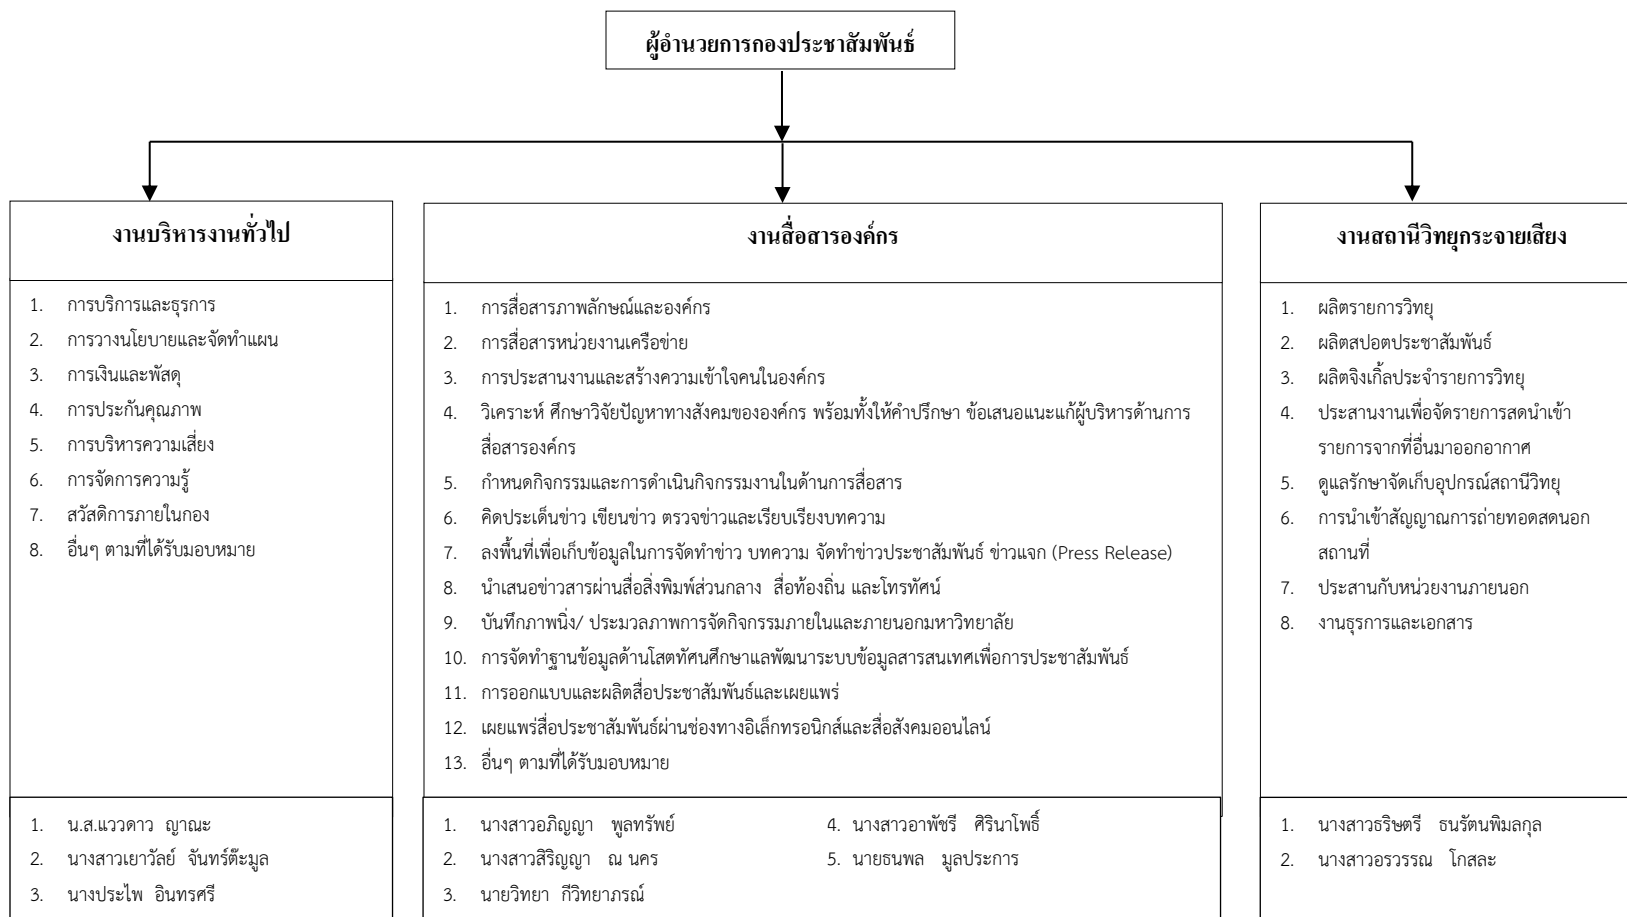 ผู้อำนวยการกองประชาสัมพันธ์
งานบริหารงานทั่วไป
1. การบริการและธุรการ
2. การวางนโยบายและจัดทำแผน
3. การเงินและพัสดุ
4. การประกันคุณภาพ
5. การบริหารความเสี่ยง
6. การจัดการความรู้
7. สวัสดิการภายในกอง
8. อื่นๆ ตามที่ได้รับมอบหมาย
1. น.ส.แววดาว ญาณะ
2. นางสาวเยาวัลย์ จันทร์ต๊ะมูล
3. นางประไพ อินทรศรี
งานสื่อสารองค์กร
1. การสื่อสารภาพลักษณ์และองค์กร
2. การสื่อสารหน่วยงานเครือข่าย
3. การประสานงานและสร้างความเข้าใจคนในองค์กร
4. วิเคราะห์ ศึกษาวิจัยปัญหาทางสังคมขององค์กร พร้อมทั้งให้คำปรึกษา ข้อเสนอแนะแก้ผู้บริหารด้านการ
สื่อสารองค์กร
5. กำหนดกิจกรรมและการดำเนินกิจกรรมงานในด้านการสื่อสาร
6. คิดประเด็นข่าว เขียนข่าว ตรวจข่าวและเรียบเรียงบทความ
7. ลงพื้นที่เพื่อเก็บข้อมูลในการจัดทำข่าว บทความ จัดทำข่าวประชาสัมพันธ์ ข่าวแจก (Press Release)
8. นำเสนอข่าวสารผ่านสื่อสิ่งพิมพ์ส่วนกลาง สื่อท้องถิ่น และโทรทัศน์
9. บันทึกภาพนิ่ง/ ประมวลภาพการจัดกิจกรรมภายในและภายนอกมหาวิทยาลัย
10. การจัดทำฐานข้อมูลด้านโสตทัศนศึกษาแลพัฒนาระบบข้อมูลสารสนเทศเพื่อการประชาสัมพันธ์
11. การออกแบบและผลิตสื่อประชาสัมพันธ์และเผยแพร่
12. เผยแพร่สื่อประชาสัมพันธ์ผ่านช่องทางอิเล็กทรอนิกส์และสื่อสังคมออนไลน์
13. อื่นๆ ตามที่ได้รับมอบหมาย
1. นางสาวอภิญญา พูลทรัพย์
2. นางสาวสิริญญา ณ นคร
3. นายวิทยา กีวิทยาภรณ์
4. นางสาวอาพัชรี ศิรินาโพธิ์
5. นายธนพล มูลประการ
งานสถานีวิทยุกระจายเสียง
1. ผลิตรายการวิทยุ
2. ผลิตสปอตประชาสัมพันธ์
3. ผลิตจิงเกิ้ลประจำรายการวิทยุ
4. ประสานงานเพื่อจัดรายการสดนำเข้า
รายการจากที่อื่นมาออกอากาศ
5. ดูแลรักษาจัดเก็บอุปกรณ์สถานีวิทยุ
6. การนำเข้าสัญญาณการถ่ายทอดสดนอก
สถานที่
7. ประสานกับหน่วยงานภายนอก
8. งานธุรการและเอกสาร
1. นางสาวธริษตรี ธนรัตนพิมลกุล
2. นางสาวอรวรรณ โกสละ